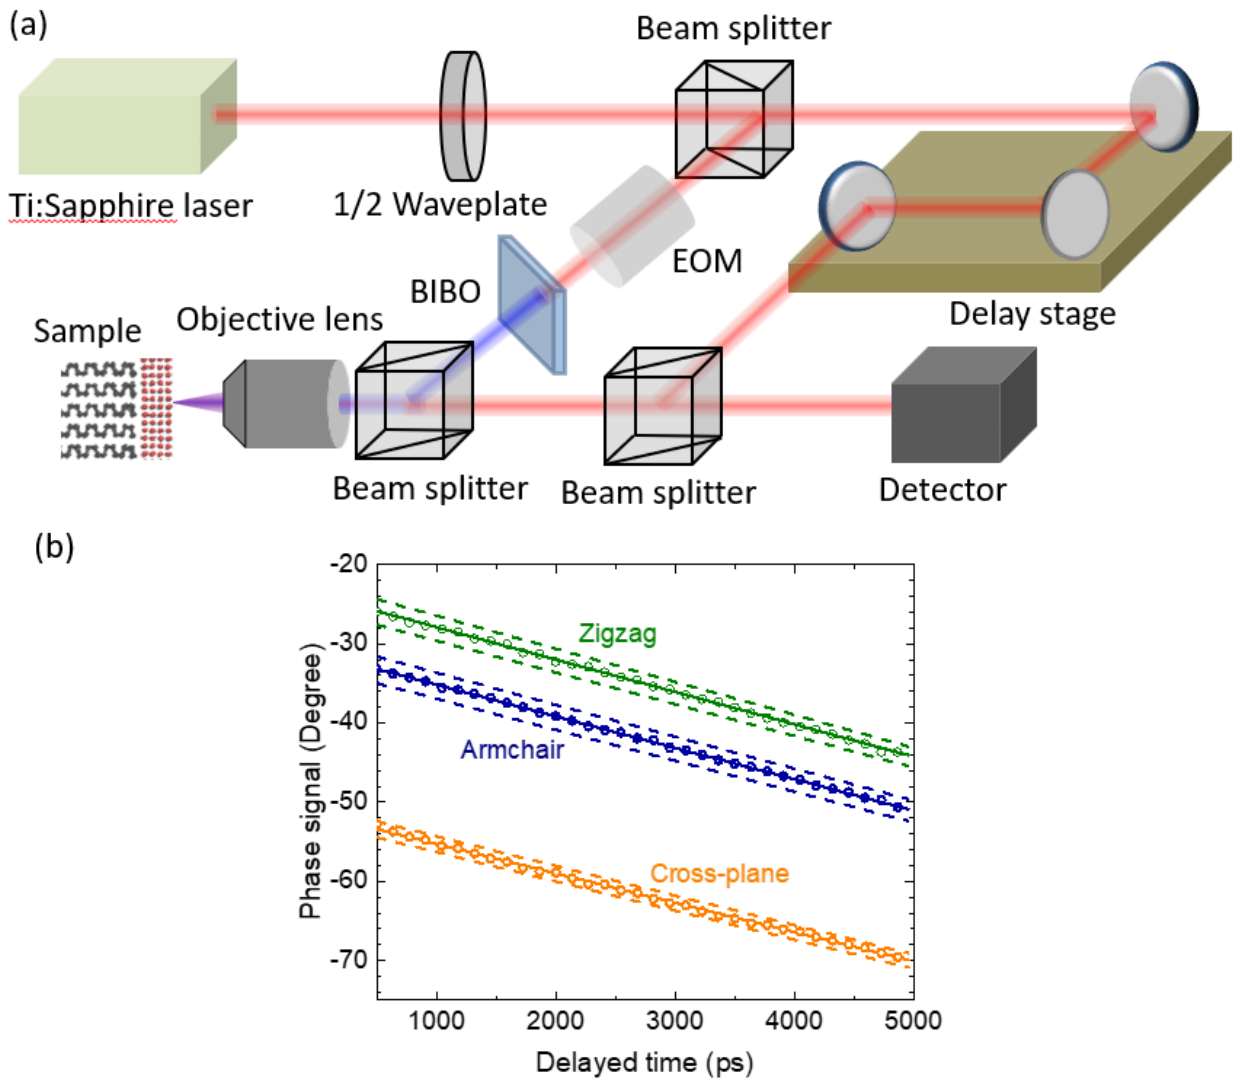 (a)
Beam splitter
Ti:Sapphire laser
1/2 Waveplate
EOM
BIBO
Delay stage
Sample
Objective lens
Beam splitter
Beam splitter
Detector
(b)
-20
-30
-40
-50
-60
-70
Phase signal (Degree)
Zigzag
Armchair
Cross-plane
1000 2000 3000 4000 5000
Delayed time (ps)